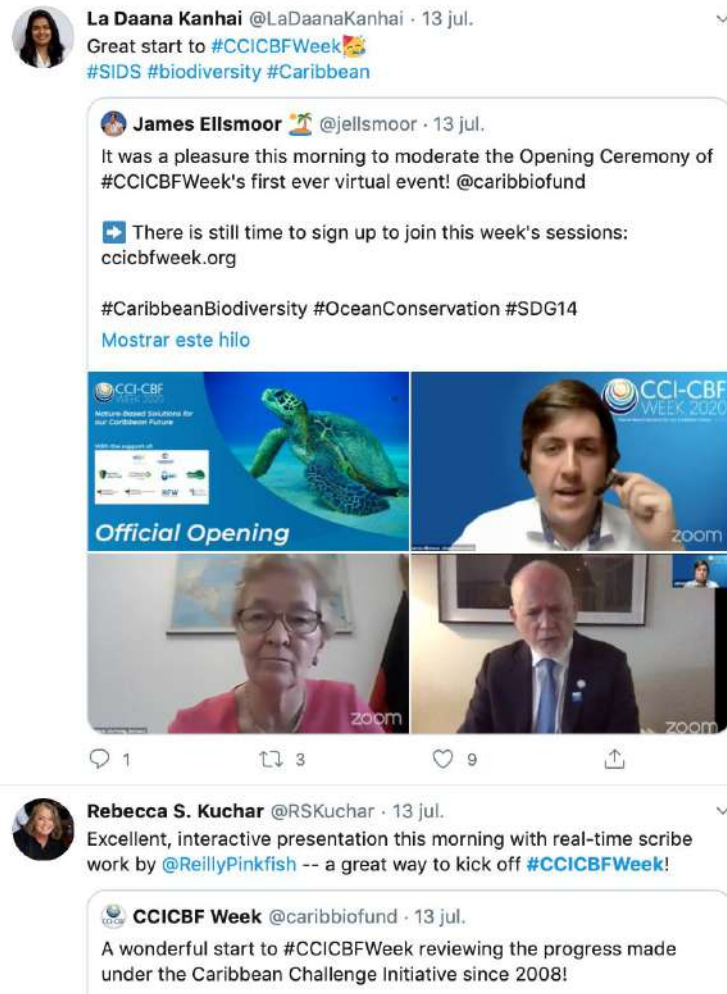 La Daana Kanhai @LaDaanaKanhai · 13 jul.
Great start to #CCICBFWeek🥳
#SIDS #biodiversity #Caribbean
James Ellsmoor 🏝️ @jellsmoor · 13 jul.
It was a pleasure this morning to moderate the Opening Ceremony of
#CCICBFWeek's first ever virtual event! @caribbiofund
➡️ There is still time to sign up to join this week's sessions:
ccicbfweek.org
#CaribbeanBiodiversity #OceanConservation #SDG14
Mostrar este hilo
CCI-CBF
WEEK 2020
Nature-Based Solutions for
our Caribbean Future
With the support of:
Official Opening
CCI-CBF
WEEK 2020
zoom
zoom
zoom
1 3 9
Rebecca S. Kuchar @RSKuchar · 13 jul.
Excellent, interactive presentation this morning with real-time scribe
work by @ReillyPinkfish -- a great way to kick off #CCICBFWeek!
CCICBF Week @caribbiofund · 13 jul.
A wonderful start to #CCICBFWeek reviewing the progress made
under the Caribbean Challenge Initiative since 2008!